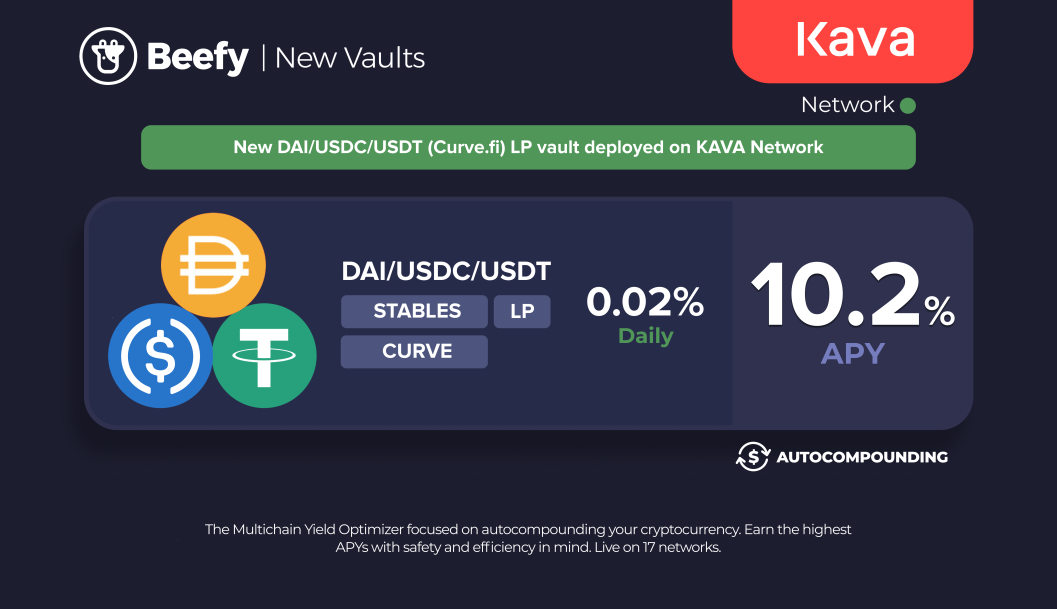 Beefy | New Vaults
Kava
Network
New DAI/USDC/USDT (Curve.fi) LP vault deployed on KAVA Network
DAI/USDC/USDT
STABLES LP
CURVE
0.02%
Daily
10.2%
APY
AUTOCOMPOUNDING
The Multichain Yield Optimizer focused on autocompounding your cryptocurrency. Earn the highest
APYs with safety and efficiency in mind. Live on 17 networks.